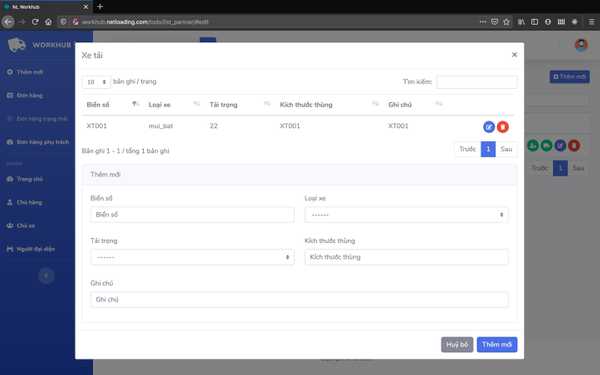 NL Workhub
workhub.netloading.com/todo/list_partner/#edit
WORKHUB
Thêm mới
Đơn hàng
Đơn hàng trạng thái
Đơn hàng phụ trách
Trang chủ
Chủ hàng
Chủ xe
Người đại diện
Thêm mới
Trước 1 Sau
Xe tải
10 bản ghi / trang
Tìm kiếm:
Biển số Loại xe Tải trọng Kích thước thùng Ghi chú
XT001 mui_bat 22 XT001 XT001
Bản ghi 1 - 1 / tổng 1 bản ghi
Trước 1 Sau
Thêm mới
Biển số Loại xe
Biển số ------
Tải trọng Kích thước thùng
------ Kích thước thùng
Ghi chú
Ghi chú
Huỷ bỏ Thêm mới